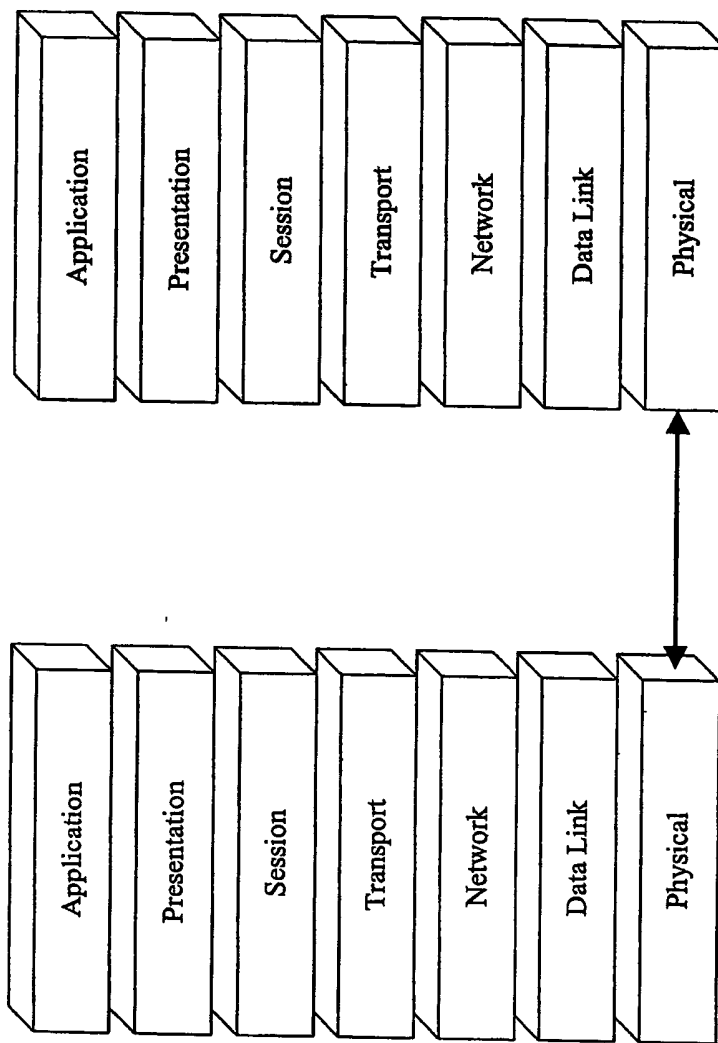 Application
Presentation
Session
Transport
Network
Data Link
Physical
Application
Presentation
Session
Transport
Network
Data Link
Physical